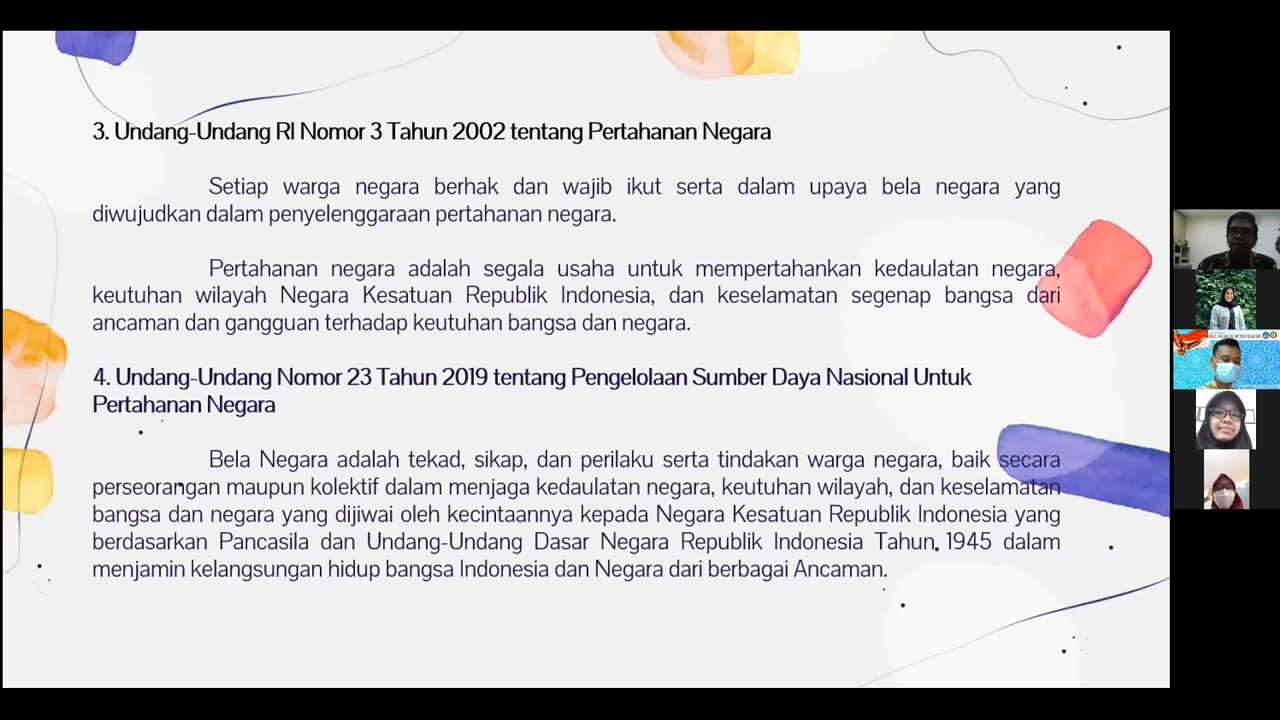 3. Undang-Undang RI Nomor 3 Tahun 2002 tentang Pertahanan Negara
Setiap warga negara berhak dan wajib ikut serta dalam upaya bela negara yang
diwujudkan dalam penyelenggaraan pertahanan negara.
Pertahanan negara adalah segala usaha untuk mempertahankan kedaulatan negara,
keutuhan wilayah Negara Kesatuan Republik Indonesia, dan keselamatan segenap bangsa dari
ancaman dan gangguan terhadap keutuhan bangsa dan negara.
4. Undang-Undang Nomor 23 Tahun 2019 tentang Pengelolaan Sumber Daya Nasional Untuk
Pertahanan Negara
Bela Negara adalah tekad, sikap, dan perilaku serta tindakan warga negara, baik secara
perseorangan maupun kolektif dalam menjaga kedaulatan negara, keutuhan wilayah, dan keselamatan
bangsa dan negara yang dijiwai oleh kecintaannya kepada Negara Kesatuan Republik Indonesia yang
berdasarkan Pancasila dan Undang-Undang Dasar Negara Republik Indonesia Tahun 1945 dalam
menjamin kelangsungan hidup bangsa Indonesia dan Negara dari berbagai Ancaman.